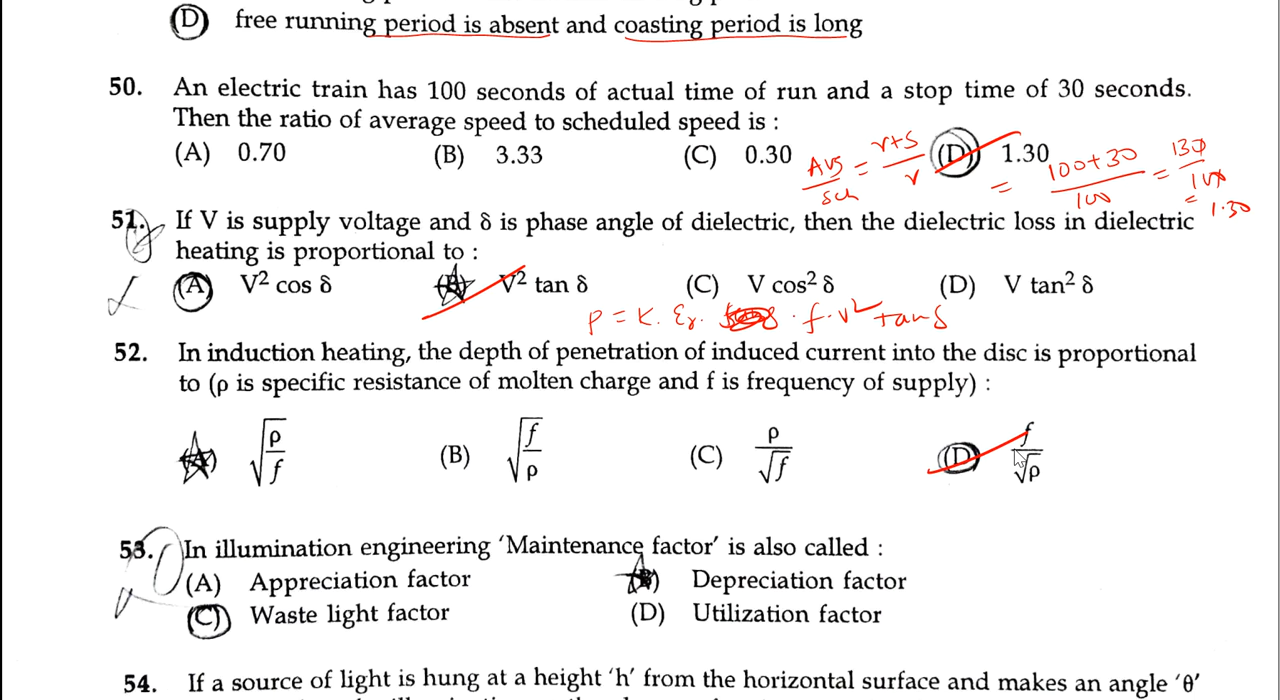 (D) free running period is absent and coasting period is long
50. An electric train has 100 seconds of actual time of run and a stop time of 30 seconds.
Then the ratio of average speed to scheduled speed is :
(A) 0.70 (B) 3.33 (C) 0.30 (D) 1.30
Avg/Sch = r+s/r = 100+30/100 = 130/100
= 1.30
51. If V is supply voltage and δ is phase angle of dielectric, then the dielectric loss in dielectric
heating is proportional to :
(A) V² cos δ (B) V² tan δ (C) V cos² δ (D) V tan² δ
P = K. εr. f. V² tan δ
52. In induction heating, the depth of penetration of induced current into the disc is proportional
to (ρ is specific resistance of molten charge and f is frequency of supply) :
(A) √(ρ/f) (B) √(f/ρ) (C) ρ/√f (D) f/√ρ
53. In illumination engineering 'Maintenance factor' is also called :
(A) Appreciation factor (B) Depreciation factor
(C) Waste light factor (D) Utilization factor
54. If a source of light is hung at a height 'h' from the horizontal surface and makes an angle 'θ'